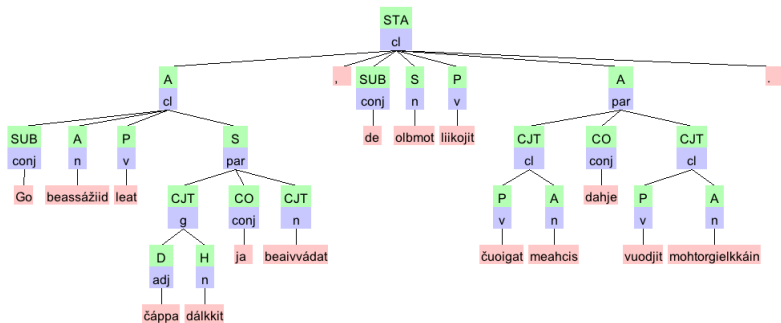 STA
cl
A
cl
,
SUB
conj
S
n
P
v
A
par
.
SUB
conj
A
n
P
v
S
par
de
olbmot
liikojit
CJT
cl
CO
conj
CJT
cl
Go
beassážiid
leat
CJT
g
CO
conj
CJT
n
P
v
A
n
dahje
P
v
A
n
D
adj
H
n
ja
beaivvádat
čuoigat
meahcis
vuodjit
mohtorgielkkáin
čáppa
dálkkit